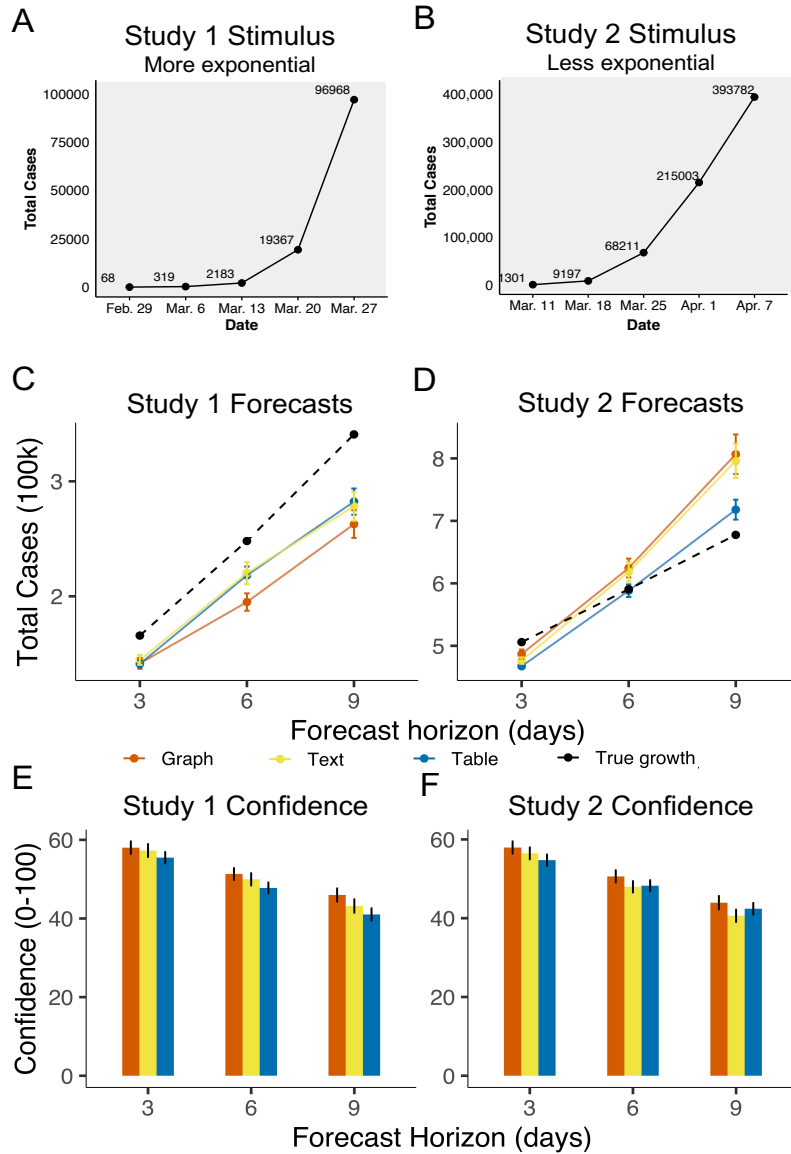 A
Study 1 Stimulus
More exponential
Total Cases
100000
75000
50000
25000
0
68
319
2183
19367
96968
Feb. 29 Mar. 6 Mar. 13 Mar. 20 Mar. 27
Date
B
Study 2 Stimulus
Less exponential
Total Cases
400,000
300,000
200,000
100,000
0
1301
9197
68211
215003
393782
Mar. 11 Mar. 18 Mar. 25 Apr. 1 Apr. 7
Date
C
Study 1 Forecasts
Total Cases (100k)
3
2
3 6 9
D
Study 2 Forecasts
8
7
6
5
3 6 9
Forecast horizon (days)
Graph Text Table True growth
E
Study 1 Confidence
Confidence (0-100)
60
40
20
0
3 6 9
F
Study 2 Confidence
60
40
20
0
3 6 9
Forecast Horizon (days)